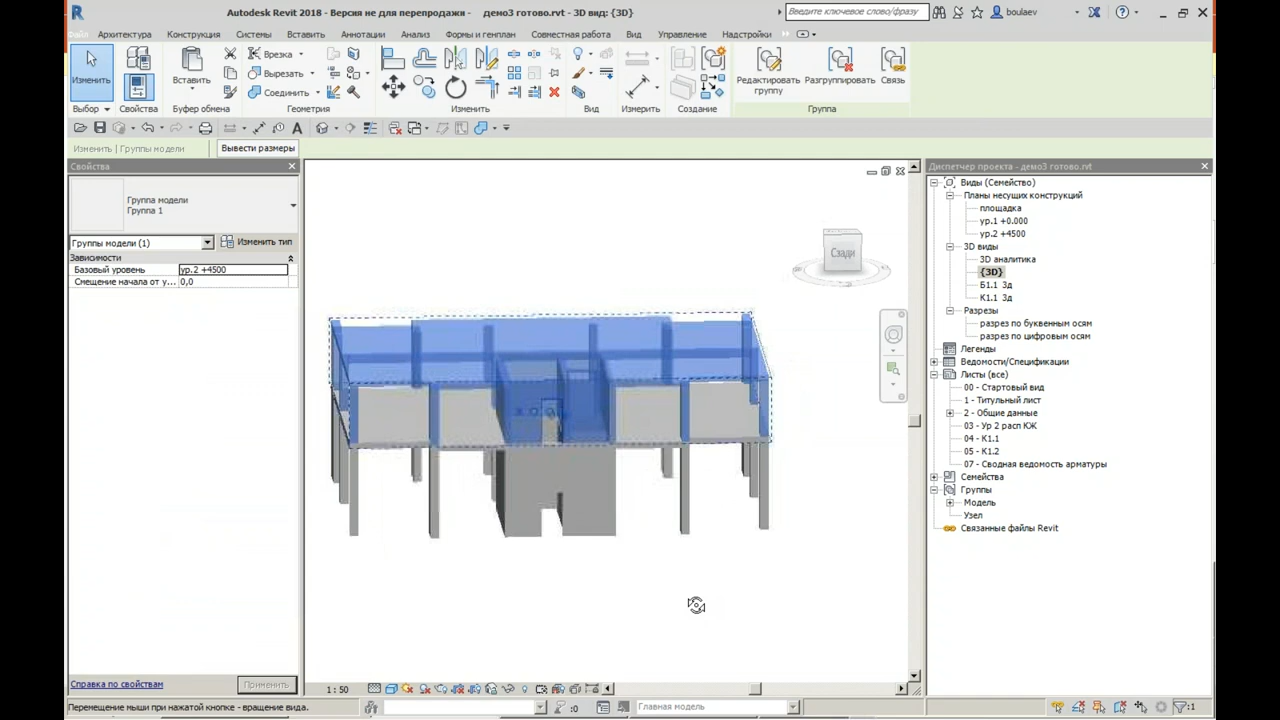 Autodesk Revit 2018 - Версия не для перепродажи - демо3 готово.rvt - 3D вид: {3D}
Введите ключевое слово/фразу
boulaev
Файл Архитектура Конструкция Системы Вставить Аннотации Анализ Формы и генплан Совместная работа Вид Управление Надстройки
Изменить
Вставить
Врезка
Вырезать
Соединить
Редактировать группу
Разгруппировать
Связь
Выбор Свойства Буфер обмена Геометрия Изменить Вид Измерить Создание Группа
Изменить | Группы модели
Вывести размеры
Свойства
Группа модели
Группа 1
Группы модели (1)
Изменить тип
Зависимости
Базовый уровень ур.2 +4500
Смещение начала от у... 0,0
Справка по свойствам
Применить
Сзади
1 : 50
Диспетчер проекта - демо3 готово.rvt
Виды (Семейство)
Планы несущих конструкций
площадка
ур.1 +0.000
ур.2 +4500
3D виды
3D аналитика
{3D}
Б1.1 3д
К1.1 3д
Разрезы
разрез по буквенным осям
разрез по цифровым осям
Легенды
Ведомости/Спецификации
Листы (все)
00 - Стартовый вид
1 - Титульный лист
2 - Общие данные
03 - Ур 2 расп КЖ
04 - К1.1
05 - К1.2
07 - Сводная ведомость арматуры
Семейства
Группы
Модель
Узел
Связанные файлы Revit
Перемещение мыши при нажатой кнопке - вращение вида.
:0
Главная модель
:1